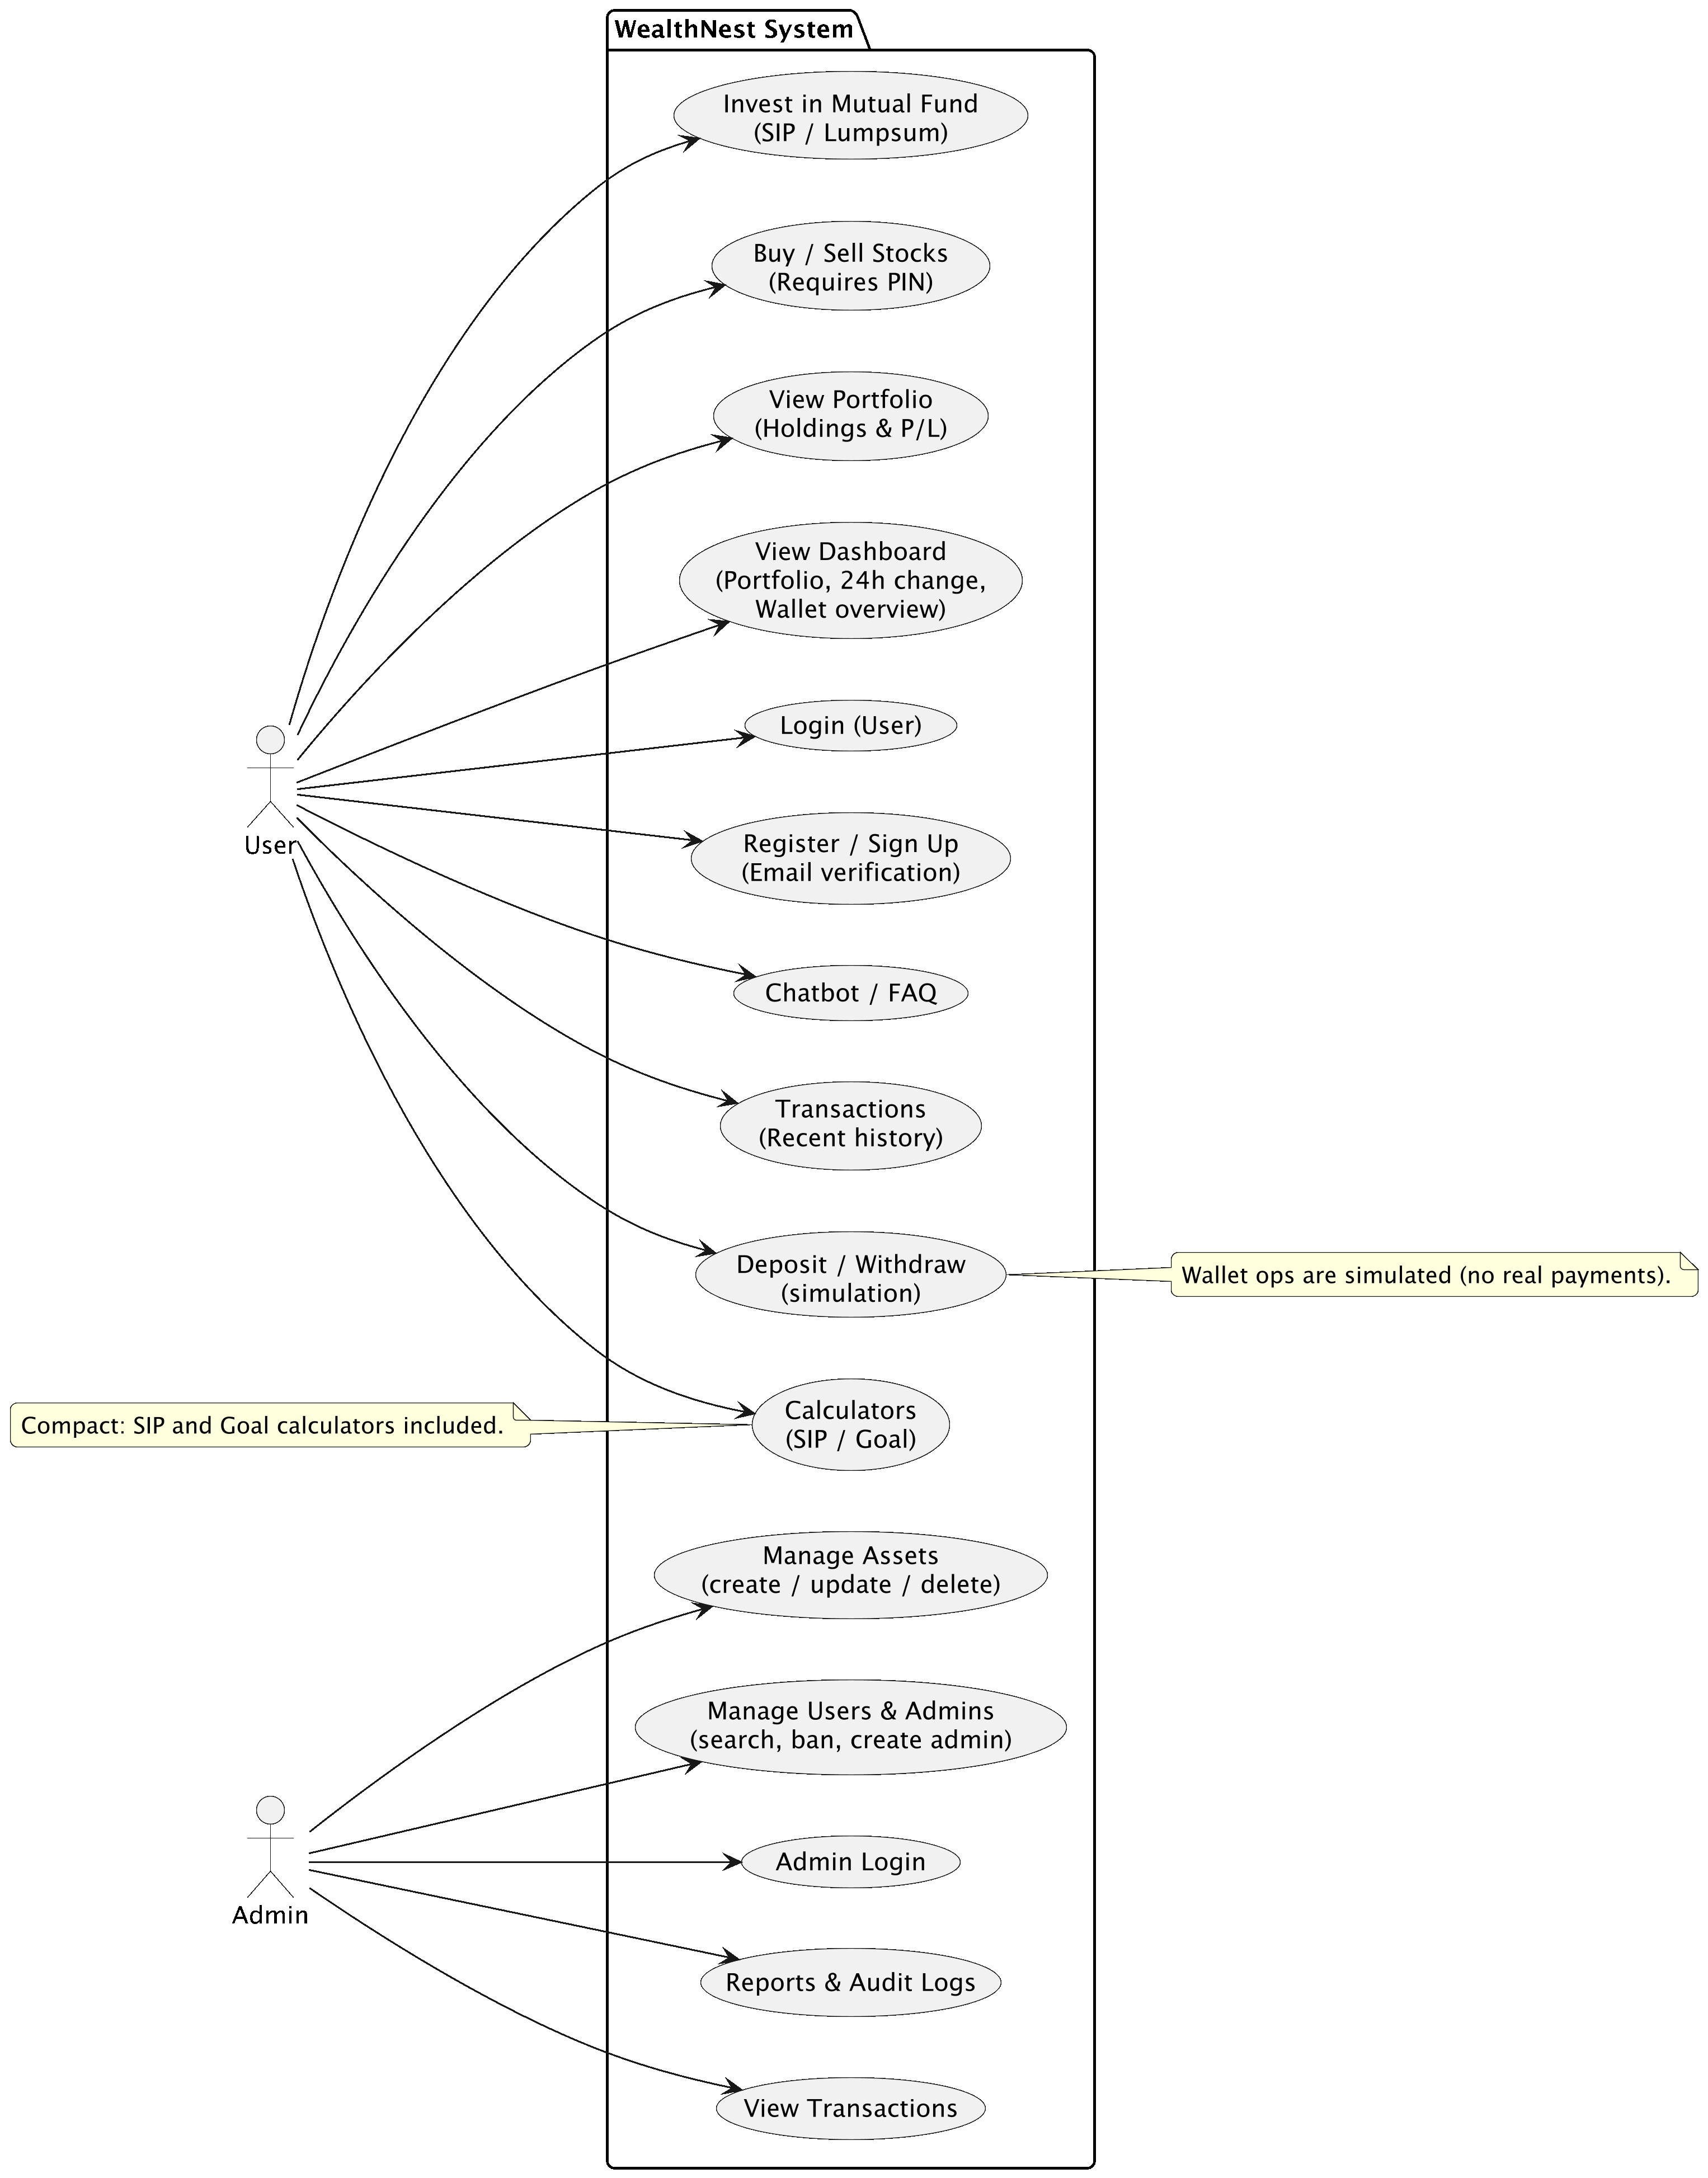 WealthNest System
Invest in Mutual Fund
(SIP / Lumpsum)
Buy / Sell Stocks
(Requires PIN)
View Portfolio
(Holdings & P/L)
View Dashboard
(Portfolio, 24h change,
Wallet overview)
Login (User)
User
Register / Sign Up
(Email verification)
Chatbot / FAQ
Transactions
(Recent history)
Deposit / Withdraw
(simulation)
Wallet ops are simulated (no real payments).
Calculators
(SIP / Goal)
Compact: SIP and Goal calculators included.
Manage Assets
(create / update / delete)
Manage Users & Admins
(search, ban, create admin)
Admin Login
Admin
Reports & Audit Logs
View Transactions